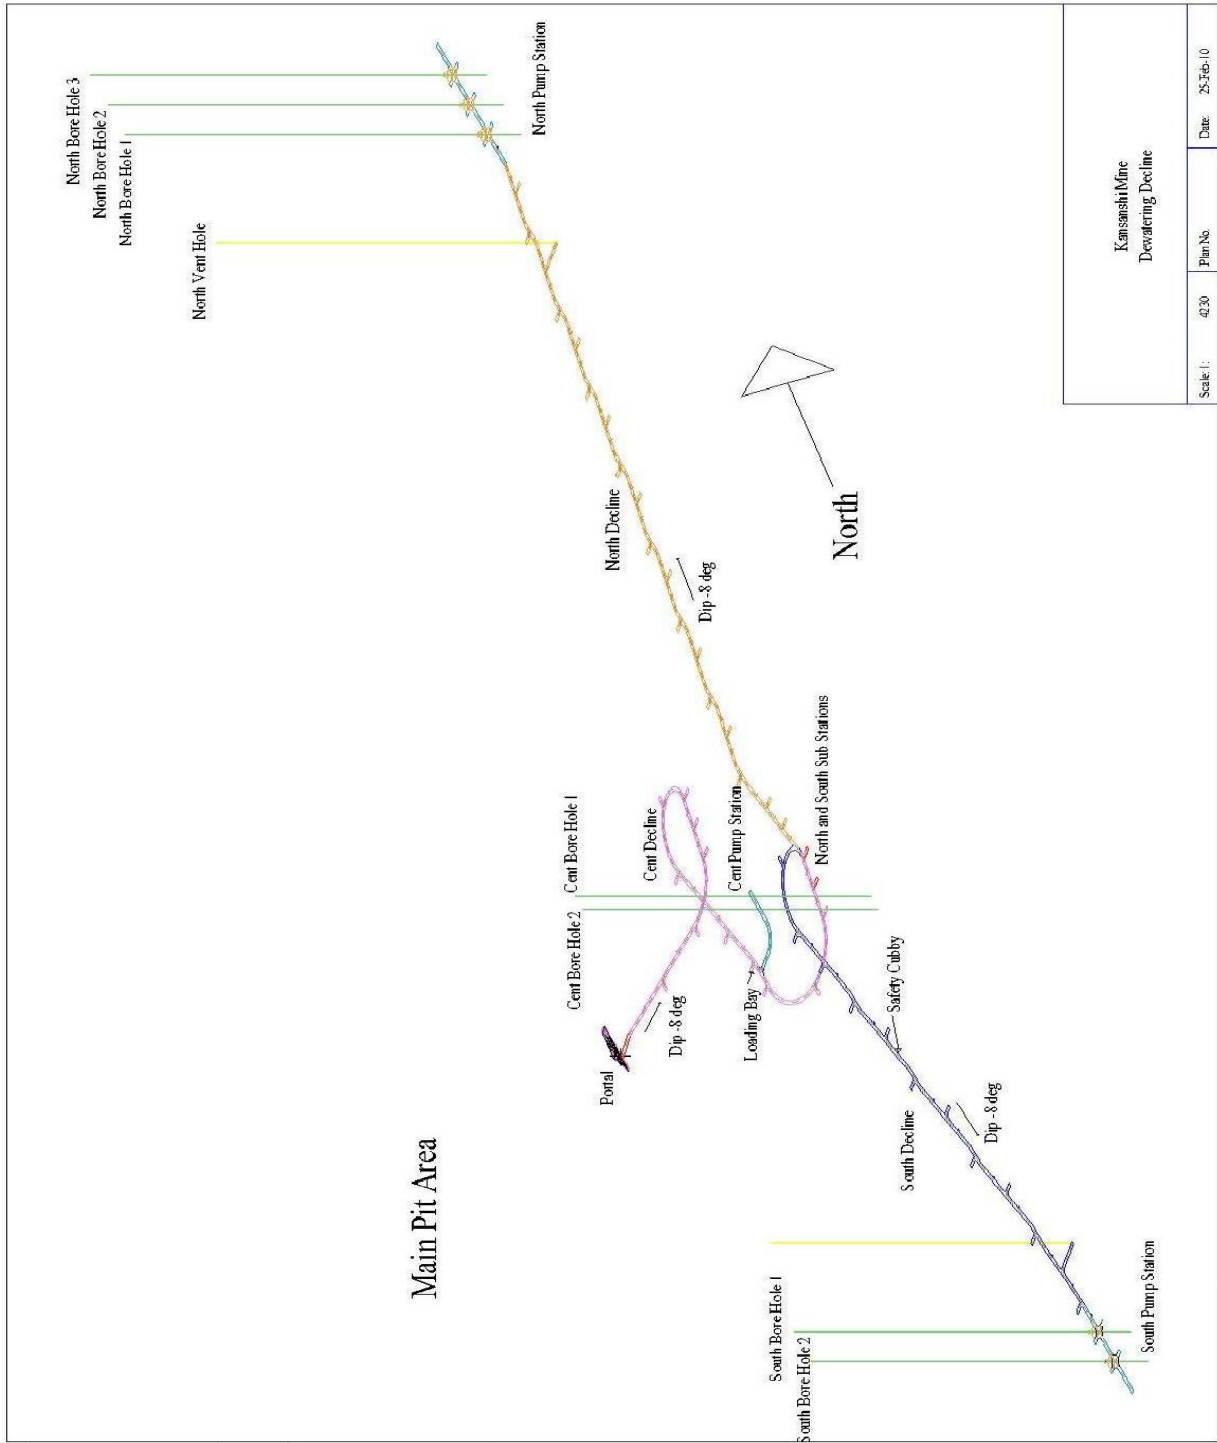 North Bore Hole 3
North Bore Hole 2
North Bore Hole 1
North Pump Station
North Vent Hole
North Decline
Dip -8 deg
North
Cent Bore Hole 1
Cent Bore Hole 2
Cent Decline
Cent Pump Station
North and South Sub Stations
Portal
Dip -8 deg
Loading Bay
Safety Cubby
Main Pit Area
South Decline
Dip -8 deg
South Bore Hole 1
South Bore Hole 2
South Pump Station
Kansanshi Mine
Dewatering Decline
Scale: 1: 4230
Plan No.
Date: 25-Feb-10